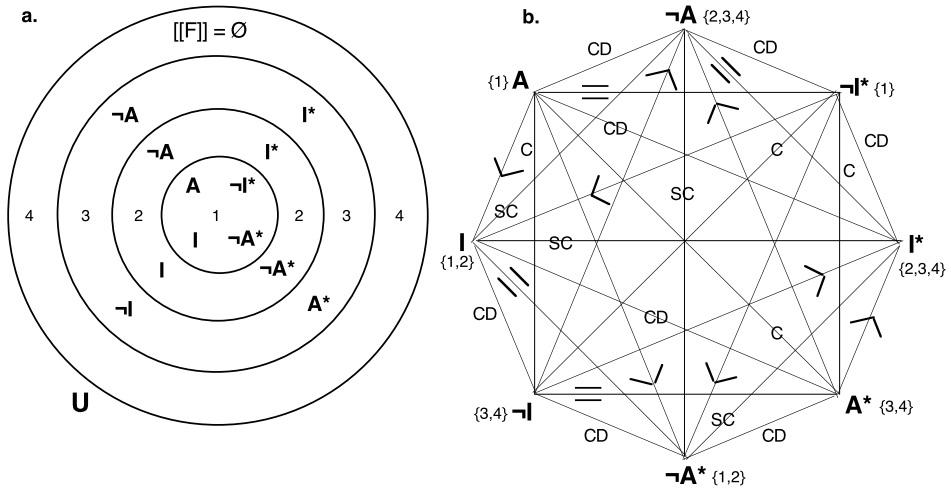 a.
[[F]] = Ø
¬A
I*
¬A
I*
A
¬I*
4
3
2
1
2
3
4
I
¬A*
I
¬A*
¬I
A*
U
b.
¬A {2,3,4}
CD
CD
{1} A
¬I* {1}
CD
CD
C
C
C
SC
SC
I
{1,2}
SC
I*
{2,3,4}
CD
CD
C
{3,4} ¬I
A* {3,4}
SC
CD
CD
¬A* {1,2}